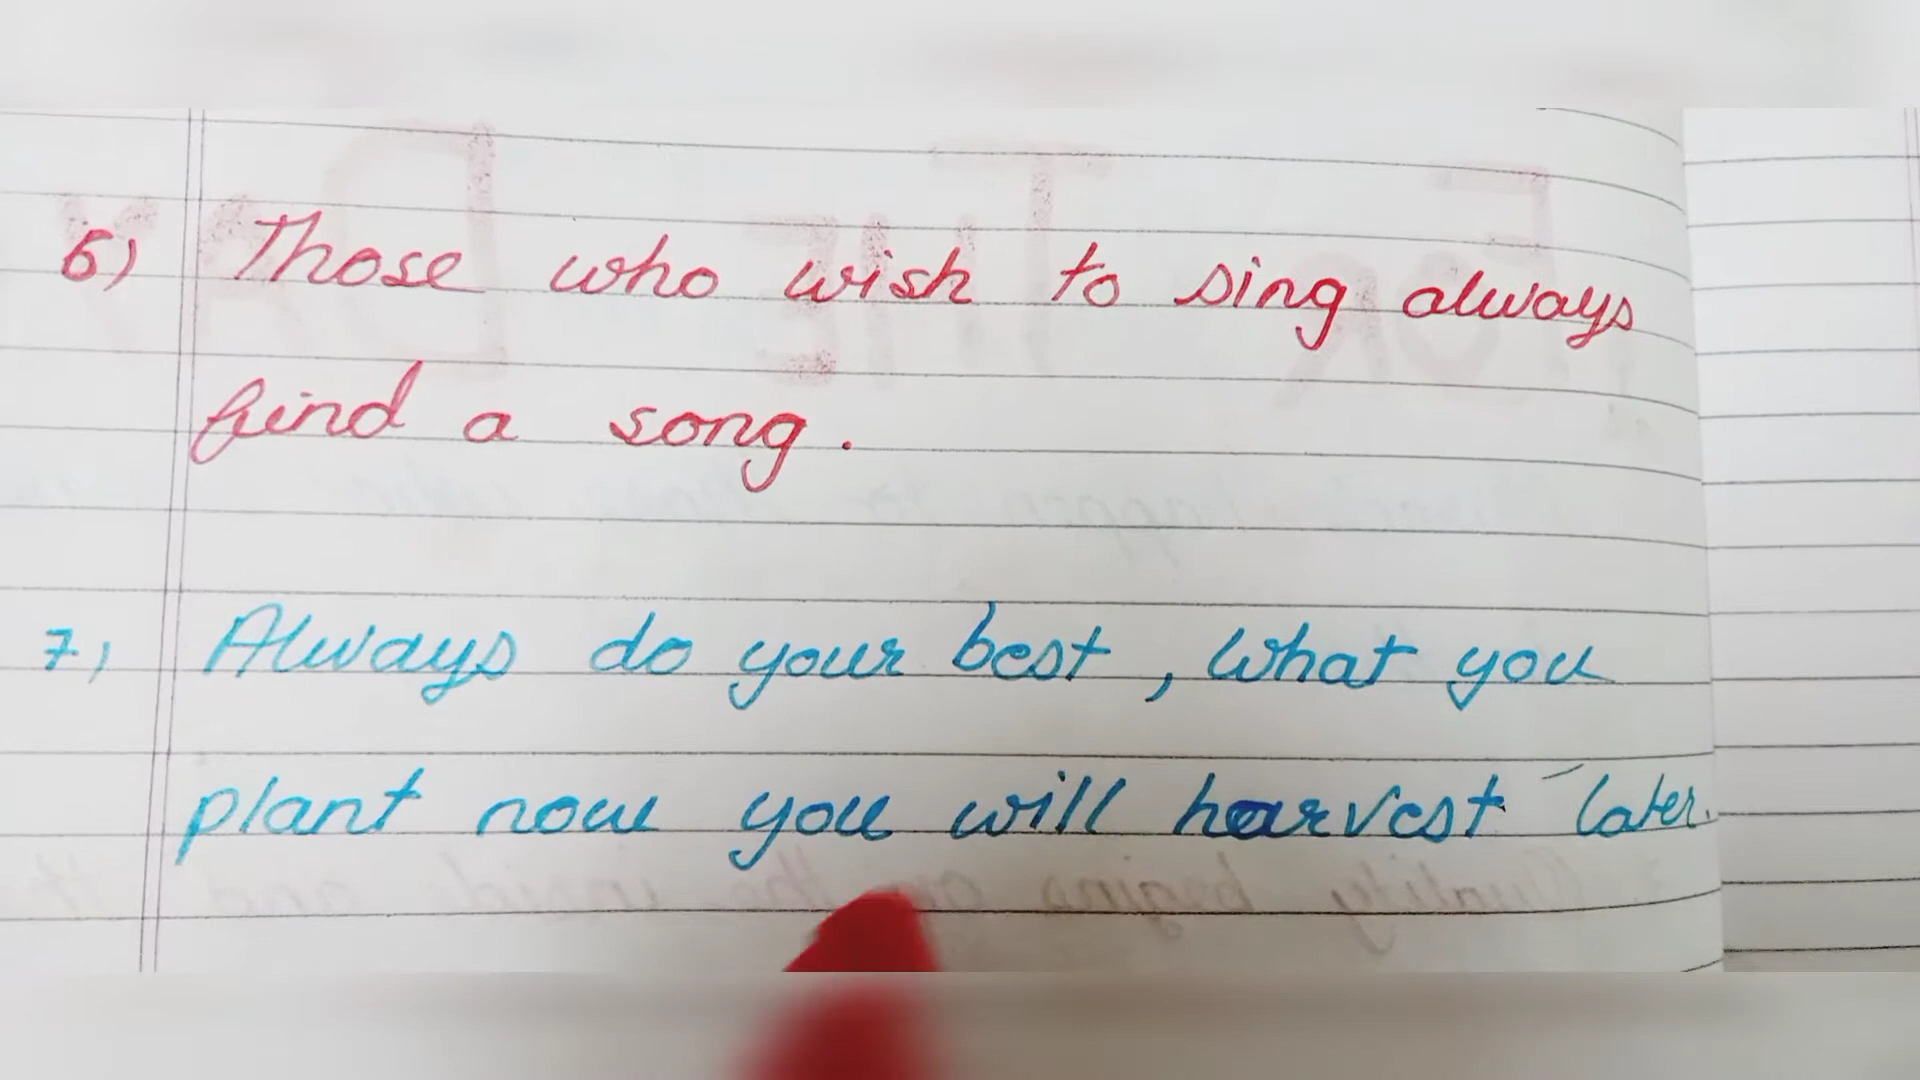 6) Those who wish to sing always
find a song.
7) Always do your best, What you
plant now you will harvest later.